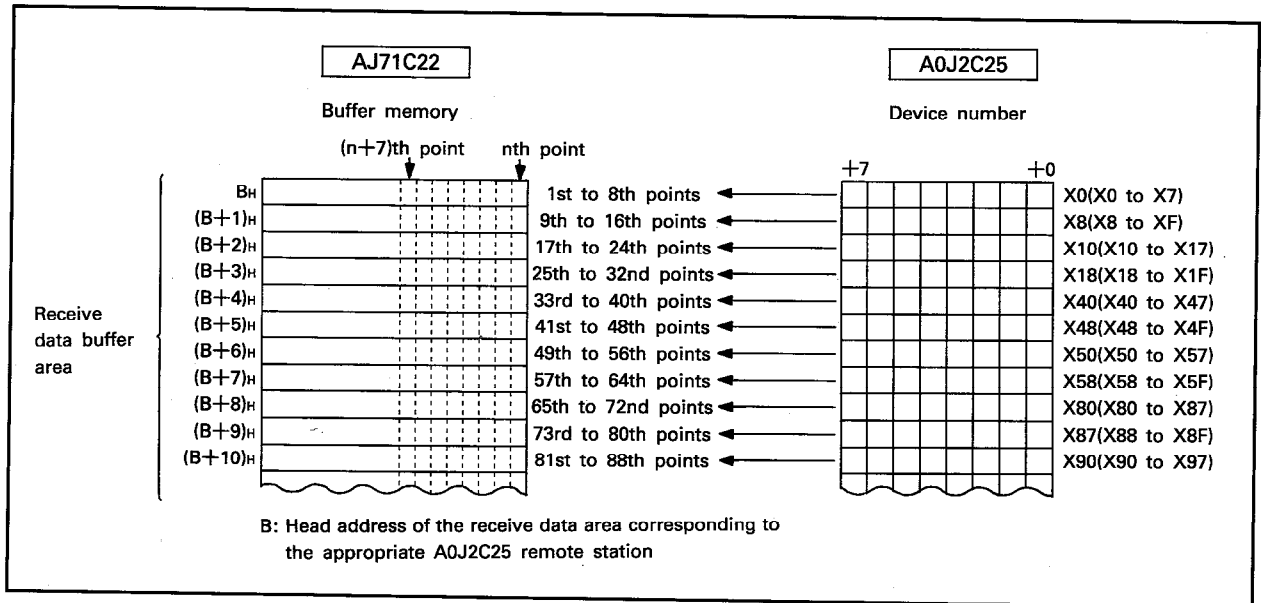 AJ71C22 A0J2C25
Buffer memory Device number
(n+7)th point nth point
+7 +0
BH 1st to 8th points X0(X0 to X7)
(B+1)H 9th to 16th points X8(X8 to XF)
(B+2)H 17th to 24th points X10(X10 to X17)
(B+3)H 25th to 32nd points X18(X18 to X1F)
(B+4)H 33rd to 40th points X40(X40 to X47)
Receive
data buffer
area
(B+5)H 41st to 48th points X48(X48 to X4F)
(B+6)H 49th to 56th points X50(X50 to X57)
(B+7)H 57th to 64th points X58(X58 to X5F)
(B+8)H 65th to 72nd points X80(X80 to X87)
(B+9)H 73rd to 80th points X87(X88 to X8F)
(B+10)H 81st to 88th points X90(X90 to X97)
B: Head address of the receive data area corresponding to
the appropriate A0J2C25 remote station